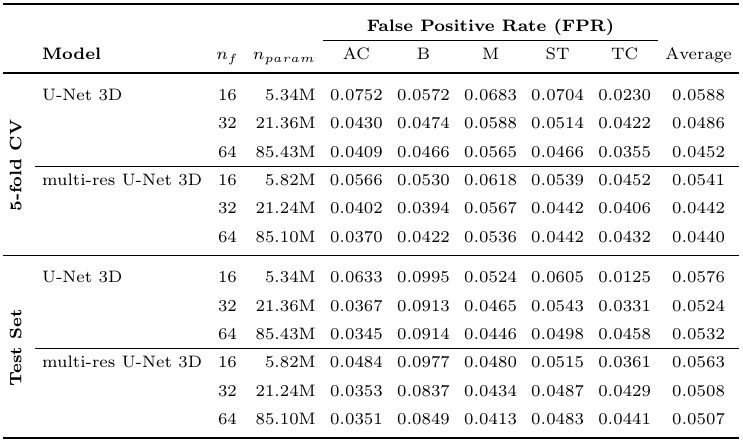 False Positive Rate (FPR)
Model n_f n_param AC B M ST TC Average
5-fold CV
U-Net 3D 16 5.34M 0.0752 0.0572 0.0683 0.0704 0.0230 0.0588
32 21.36M 0.0430 0.0474 0.0588 0.0514 0.0422 0.0486
64 85.43M 0.0409 0.0466 0.0565 0.0466 0.0355 0.0452
multi-res U-Net 3D 16 5.82M 0.0566 0.0530 0.0618 0.0539 0.0452 0.0541
32 21.24M 0.0402 0.0394 0.0567 0.0442 0.0406 0.0442
64 85.10M 0.0370 0.0422 0.0536 0.0442 0.0432 0.0440
Test Set
U-Net 3D 16 5.34M 0.0633 0.0995 0.0524 0.0605 0.0125 0.0576
32 21.36M 0.0367 0.0913 0.0465 0.0543 0.0331 0.0524
64 85.43M 0.0345 0.0914 0.0446 0.0498 0.0458 0.0532
multi-res U-Net 3D 16 5.82M 0.0484 0.0977 0.0480 0.0515 0.0361 0.0563
32 21.24M 0.0353 0.0837 0.0434 0.0487 0.0429 0.0508
64 85.10M 0.0351 0.0849 0.0413 0.0483 0.0441 0.0507